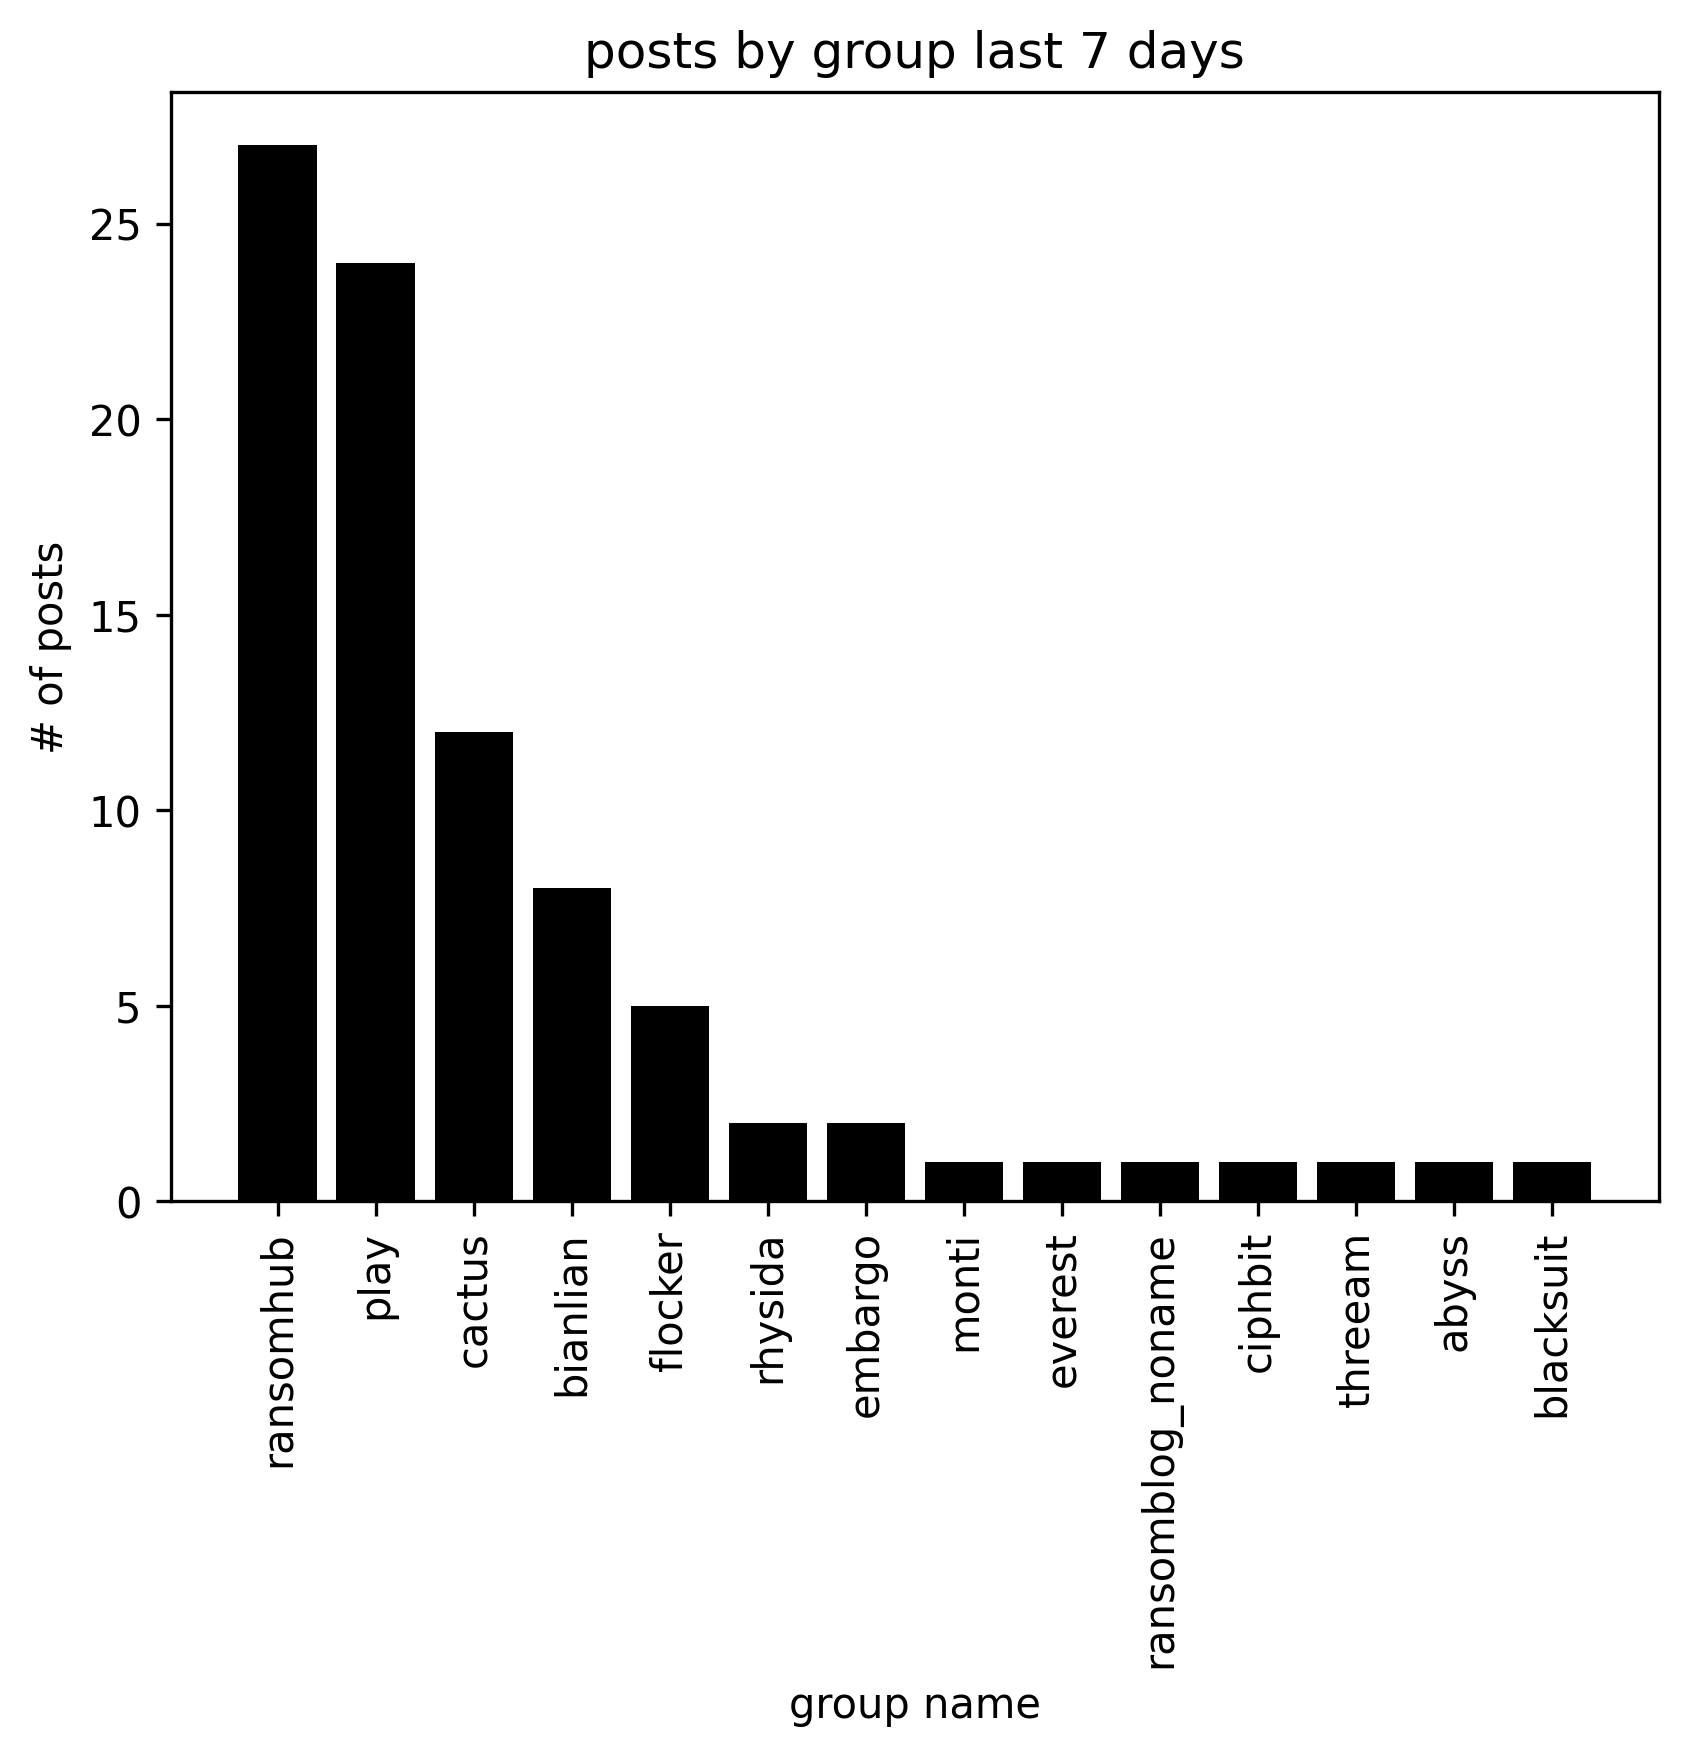 posts by group last 7 days
# of posts
25
20
15
10
5
0
ransomhub
play
cactus
bianlian
flocker
rhysida
embargo
monti
everest
ransomblog_noname
ciphbit
threeam
abyss
blacksuit
group name